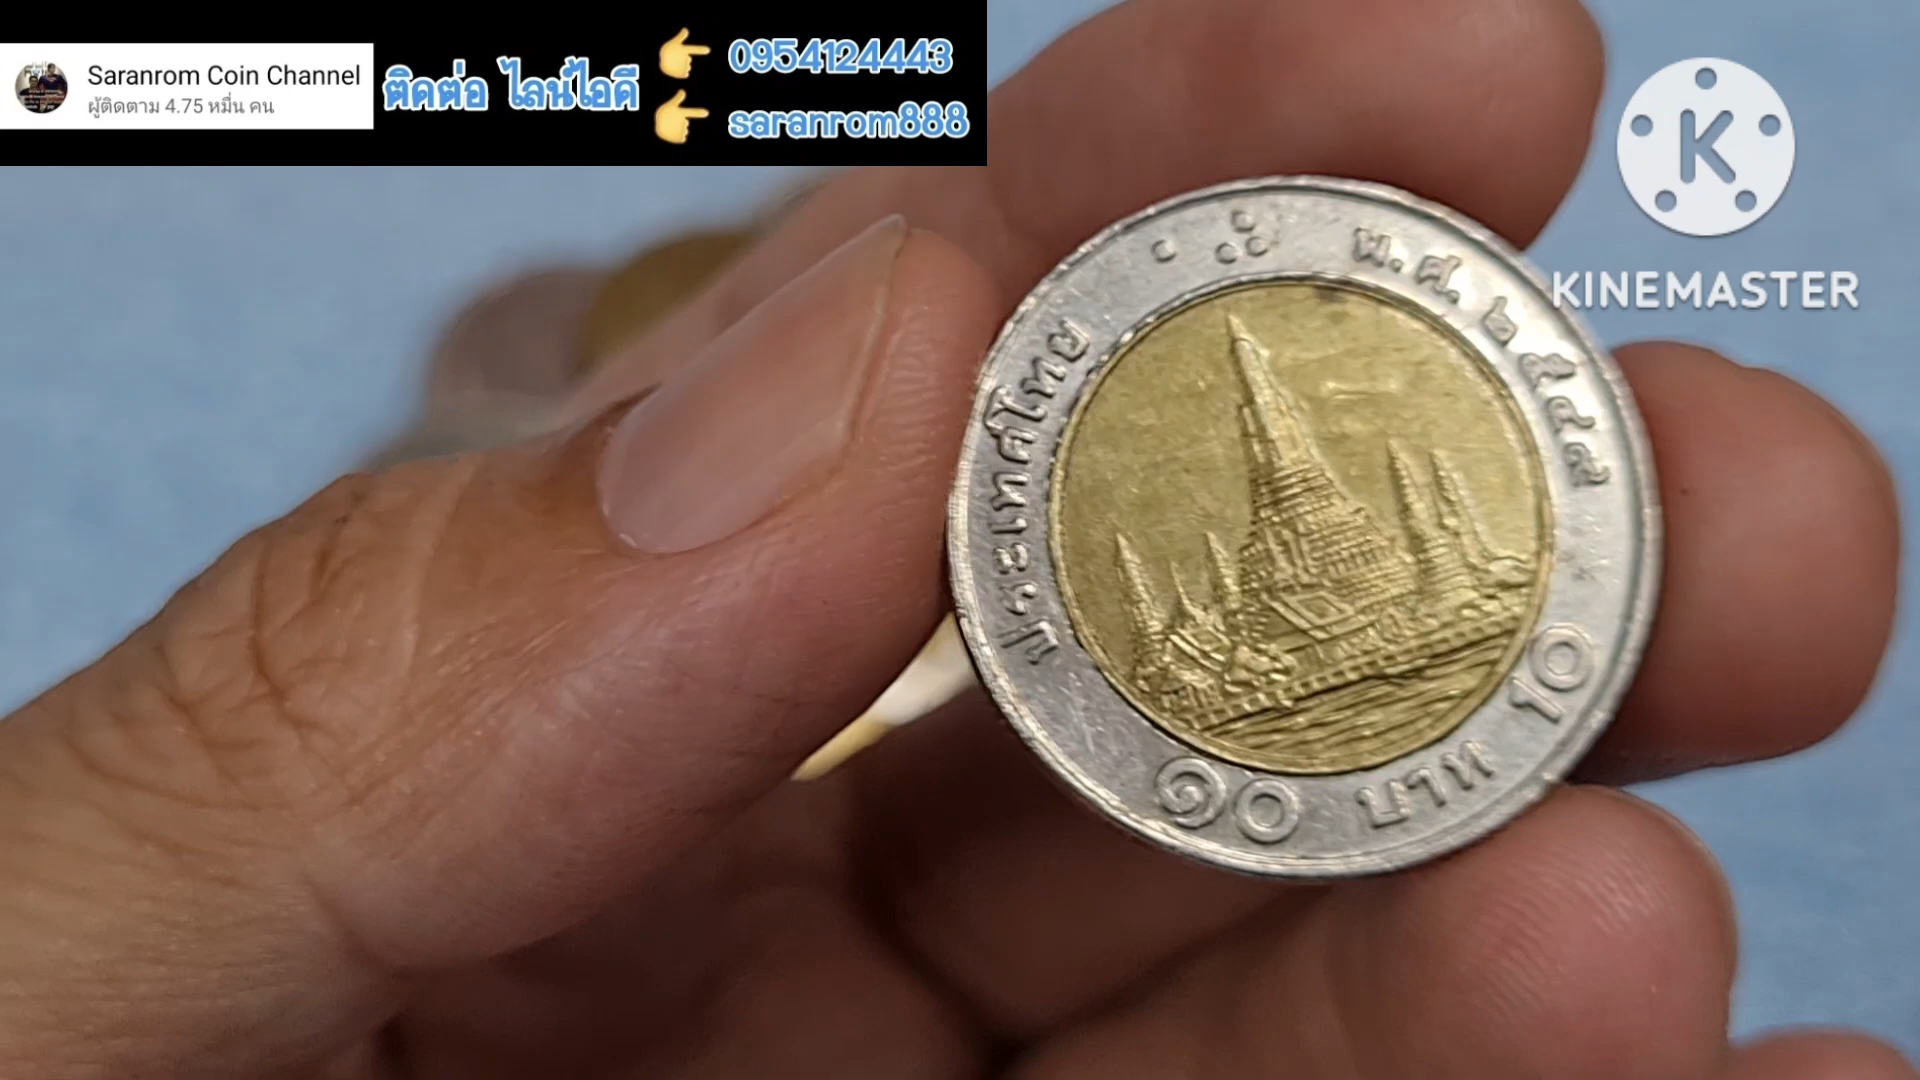 Saranrom Coin Channel
ผู้ติดตาม 4.75 หมื่น คน
ติดต่อ ไลน์ไอดี
👉 0954124443
👉 saranrom888
KINEMASTER
ประเทศไทย
พ.ศ. ๒๕๔๙
๑๐ บาท 10